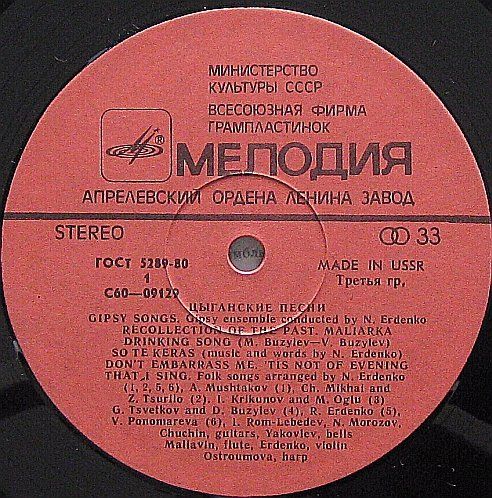 МИНИСТЕРСТВО
КУЛЬТУРЫ СССР
ВСЕСОЮЗНАЯ ФИРМА
ГРАМПЛАСТИНОК
®
МЕЛОДИЯ
АПРЕЛЕВСКИЙ ОРДЕНА ЛЕНИНА ЗАВОД
STEREO
33
ГОСТ 5289-80
1
С60—09129
MADE IN USSR
Третья гр.
ЦЫГАНСКИЕ ПЕСНИ
GIPSY SONGS. Gipsy ensemble conducted by N. Erdenko
RECOLLECTION OF THE PAST. MALIARKA
DRINKING SONG (M. Buzylev—V. Buzylev)
SO TE KERAS (music and words by N. Erdenko)
DON'T EMBARRASS ME. 'TIS NOT OF EVENING
THAT I SING. Folk songs arranged by N. Erdenko
(1, 2, 5, 6), A. Mushtakov (1), Ch. Mikhai and
Z. Tsurilo (2), I. Krikunov and M. Oglu (3)
G. Tsvetkov and D. Buzylev (4), R. Erdenko (5),
V. Ponomareva (6), I. Rom-Lebedev, N. Morozov,
Chuchin, guitars, Yakovlev, bells
Mallavin, flute, Erdenko, violin
Ostroumova, harp